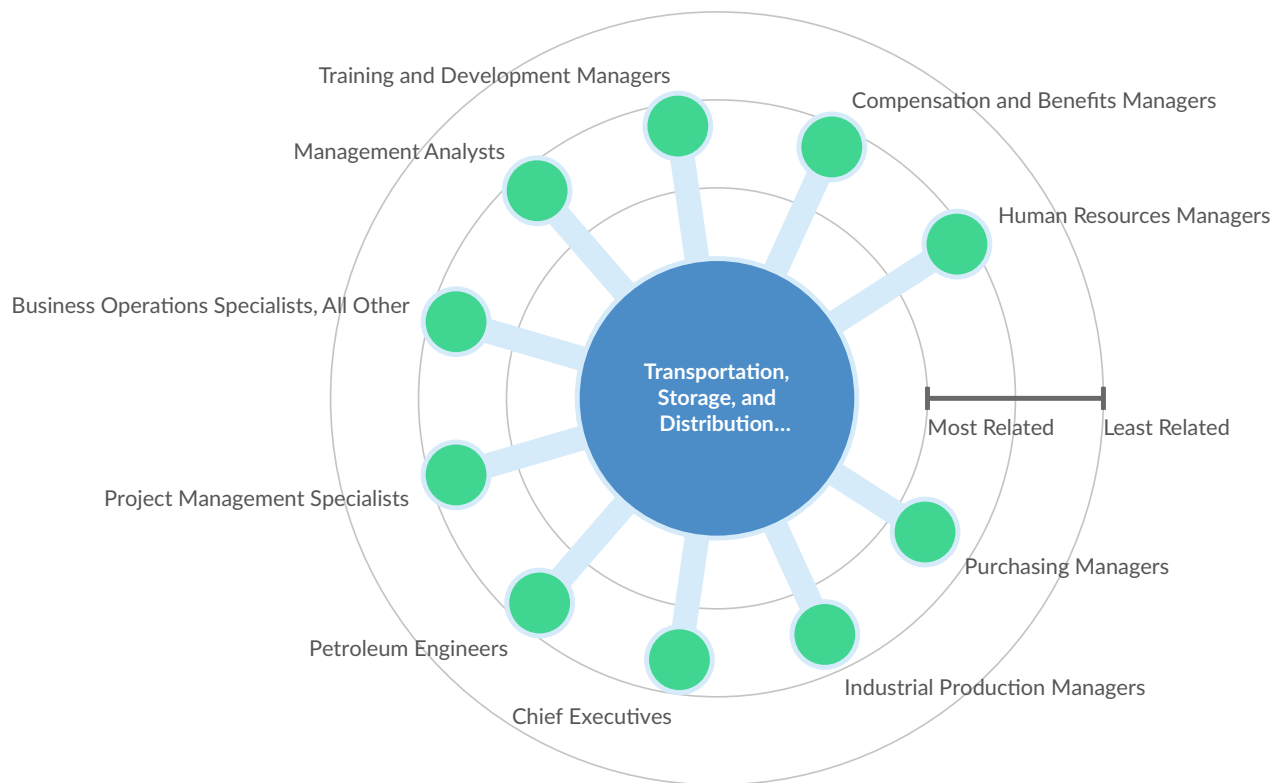 Training and Development Managers
Compensation and Benefits Managers
Management Analysts
Human Resources Managers
Business Operations Specialists, All Other
Transportation,
Storage, and
Distribution...
Most Related
Least Related
Project Management Specialists
Purchasing Managers
Petroleum Engineers
Industrial Production Managers
Chief Executives